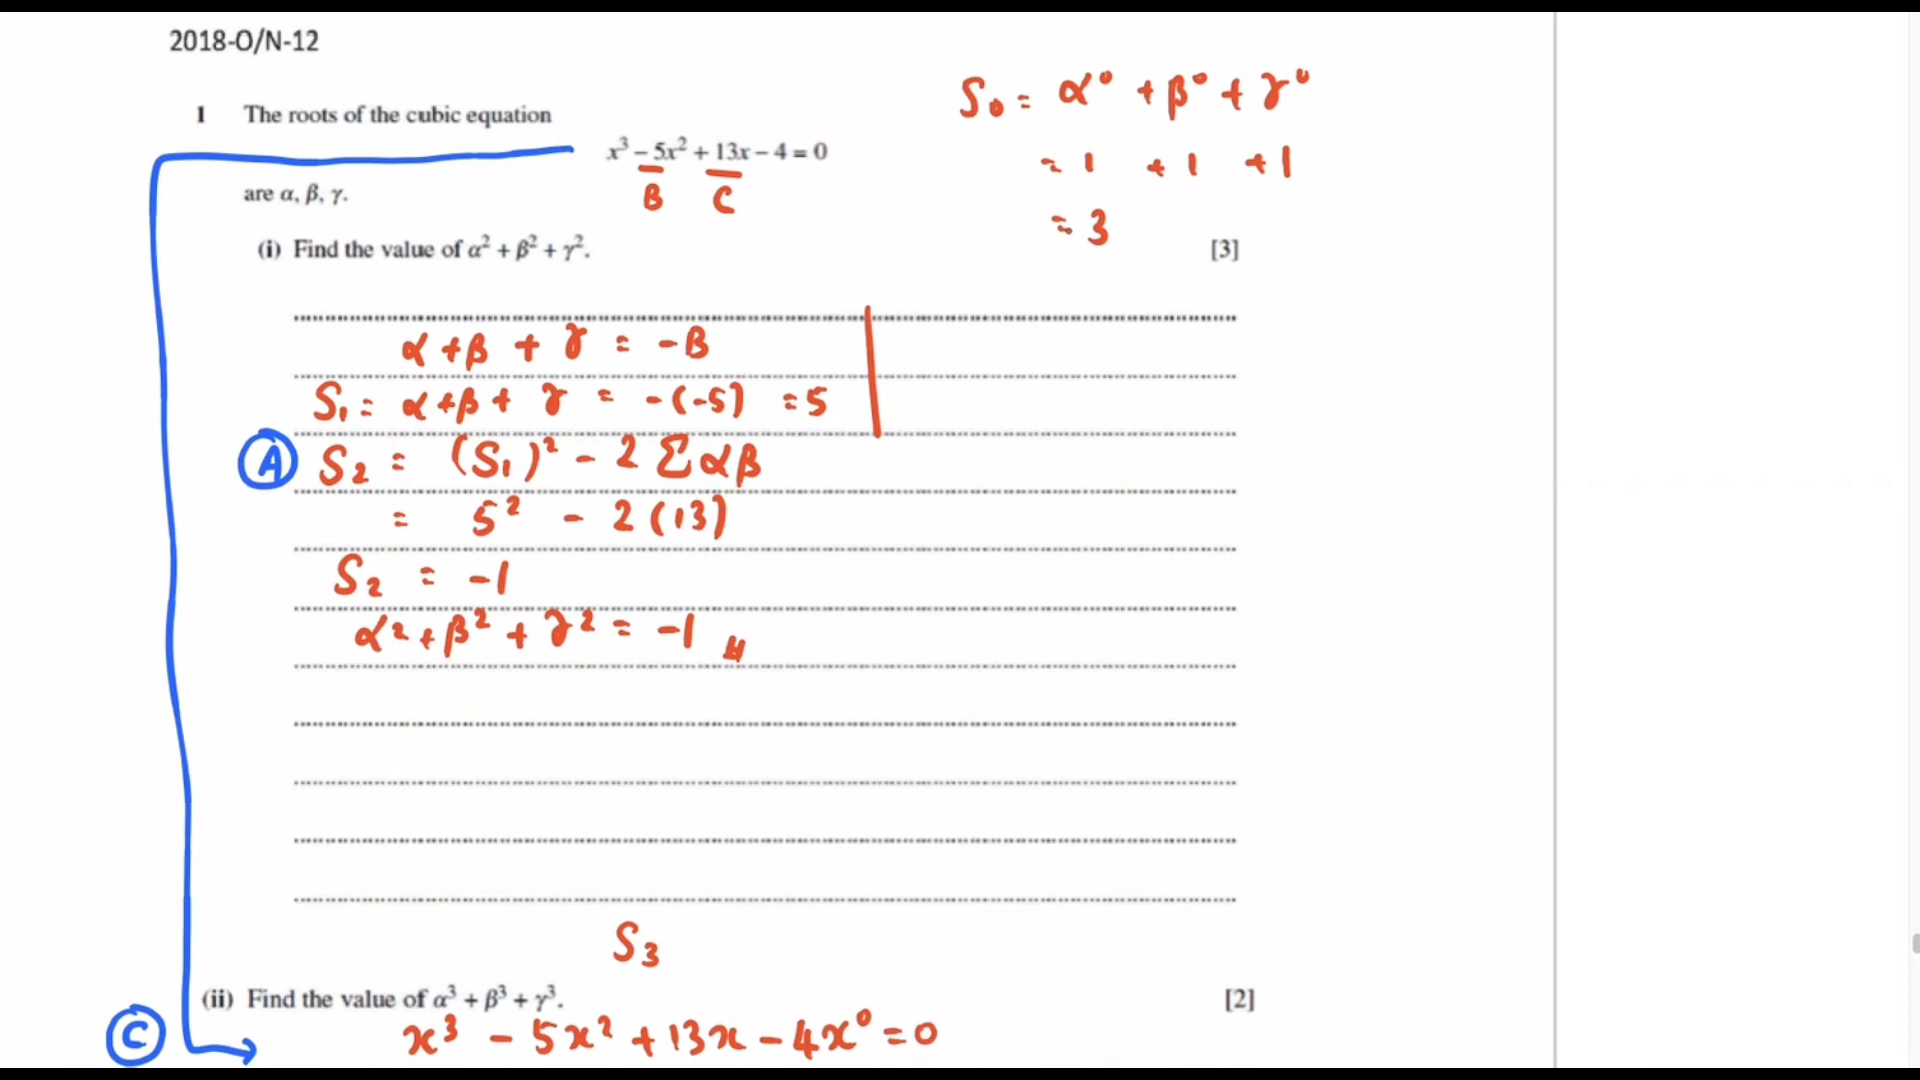 2018-O/N-12
1 The roots of the cubic equation
x³ − 5x² + 13x − 4 = 0
B C
are α, β, γ.
(i) Find the value of α² + β² + γ². [3]
S₀ = α⁰ + β⁰ + γ⁰
= 1 + 1 + 1
= 3
α + β + γ = -B
S₁ = α + β + γ = -(-5) = 5
A S₂ = (S₁)² - 2 Σαβ
= 5² - 2(13)
S₂ = -1
α² + β² + γ² = -1
S₃
(ii) Find the value of α³ + β³ + γ³. [2]
C x³ - 5x² + 13x - 4x⁰ = 0